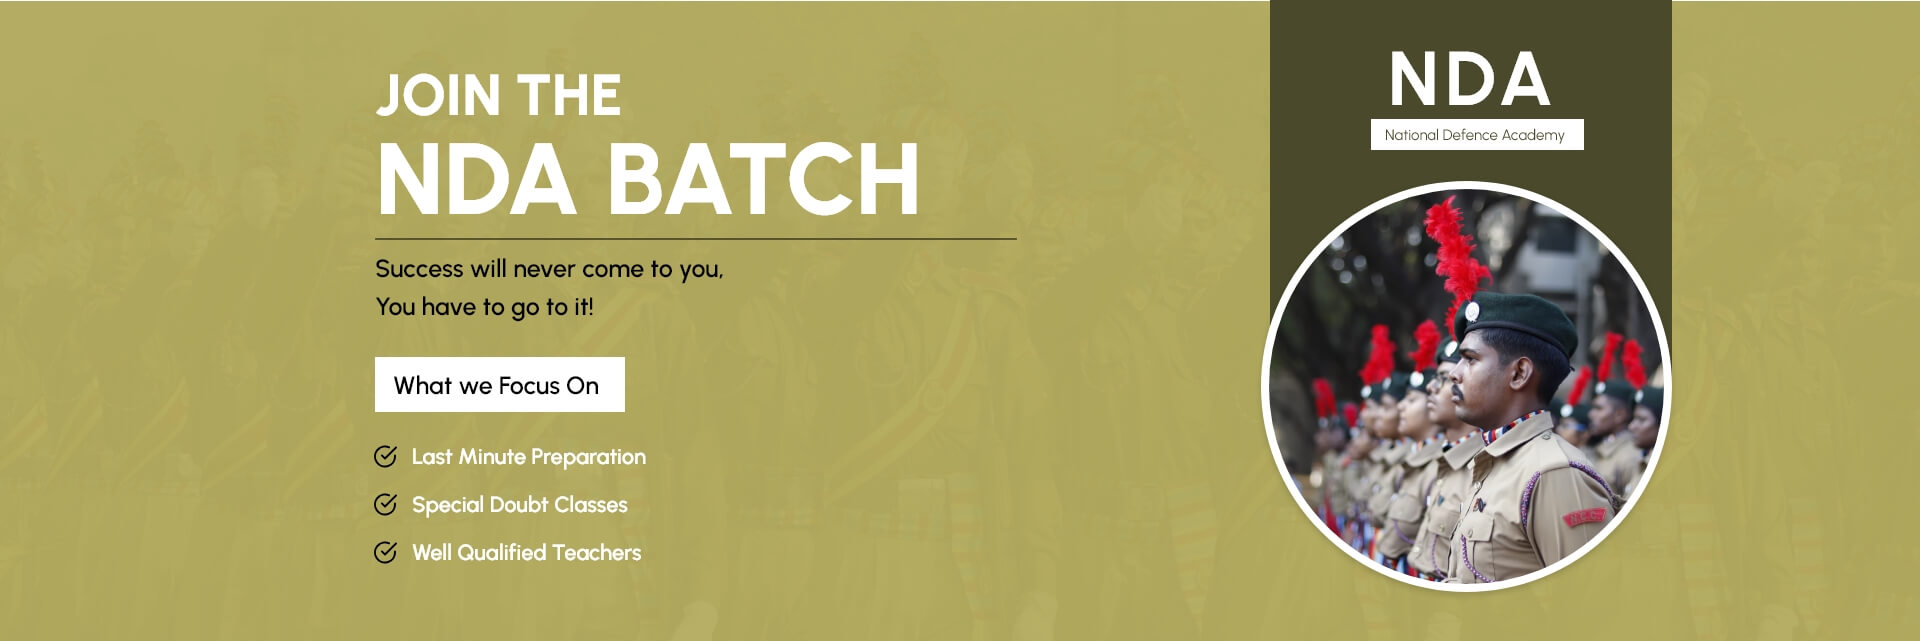 JOIN THE
NDA BATCH
Success will never come to you,
You have to go to it!
What we Focus On
Last Minute Preparation
Special Doubt Classes
Well Qualified Teachers
NDA
National Defence Academy
N.C.C.